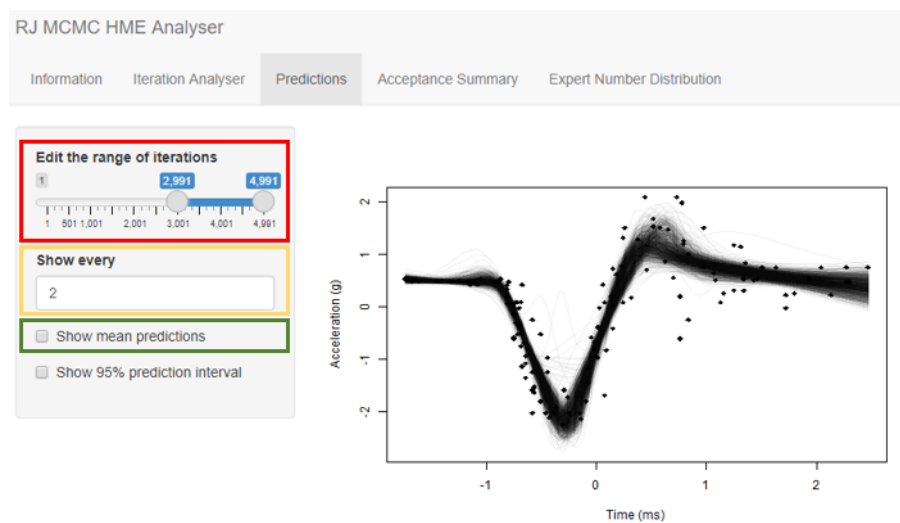 RJ MCMC HME Analyser
Information Iteration Analyser Predictions Acceptance Summary Expert Number Distribution
Edit the range of iterations
1 2,991 4,991
1 501 1,001 2,001 3,001 4,001 4,991
Show every
2
Show mean predictions
Show 95% prediction interval
Acceleration (g)
2
1
0
-1
-2
-1 0 1 2
Time (ms)